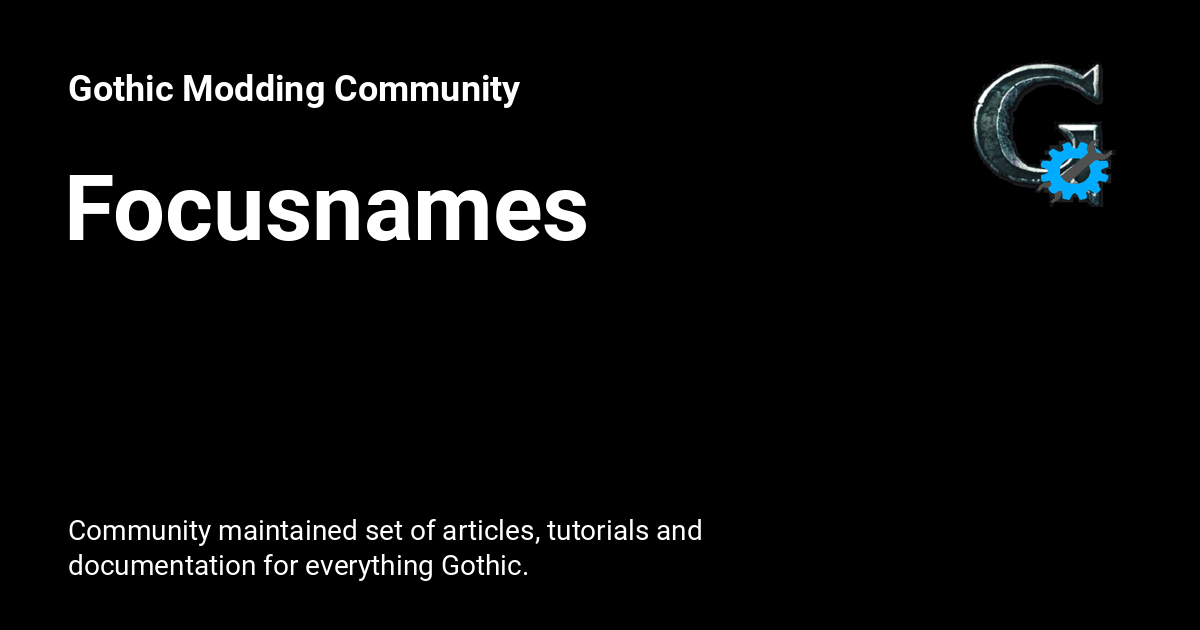 Gothic Modding Community
Focusnames
Community maintained set of articles, tutorials and
documentation for everything Gothic.